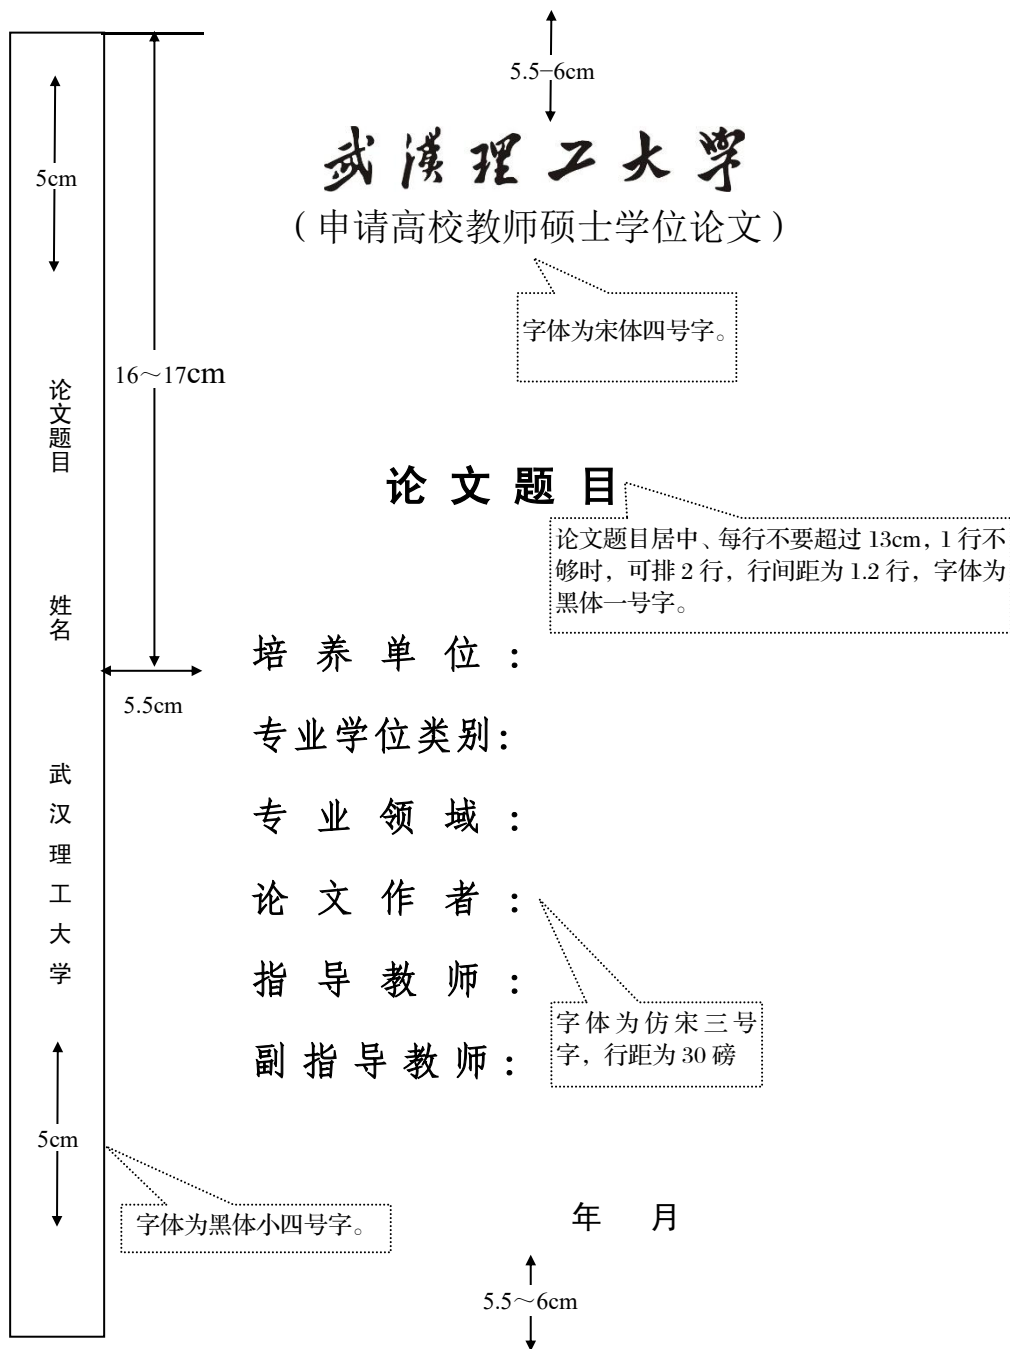 5.5-6cm
武漢理工大學
（申请高校教师硕士学位论文）
字体为宋体四号字。
5cm
16～17cm
论文题目
论文题目
论文题目居中、每行不要超过 13cm，1 行不
够时，可排 2 行，行间距为 1.2 行，字体为
黑体一号字。
姓名
5.5cm
培养单位：
专业学位类别：
专业领域：
论文作者：
指导教师：
副指导教师：
字体为仿宋三号
字，行距为 30 磅
武汉理工大学
5cm
字体为黑体小四号字。
年 月
5.5～6cm